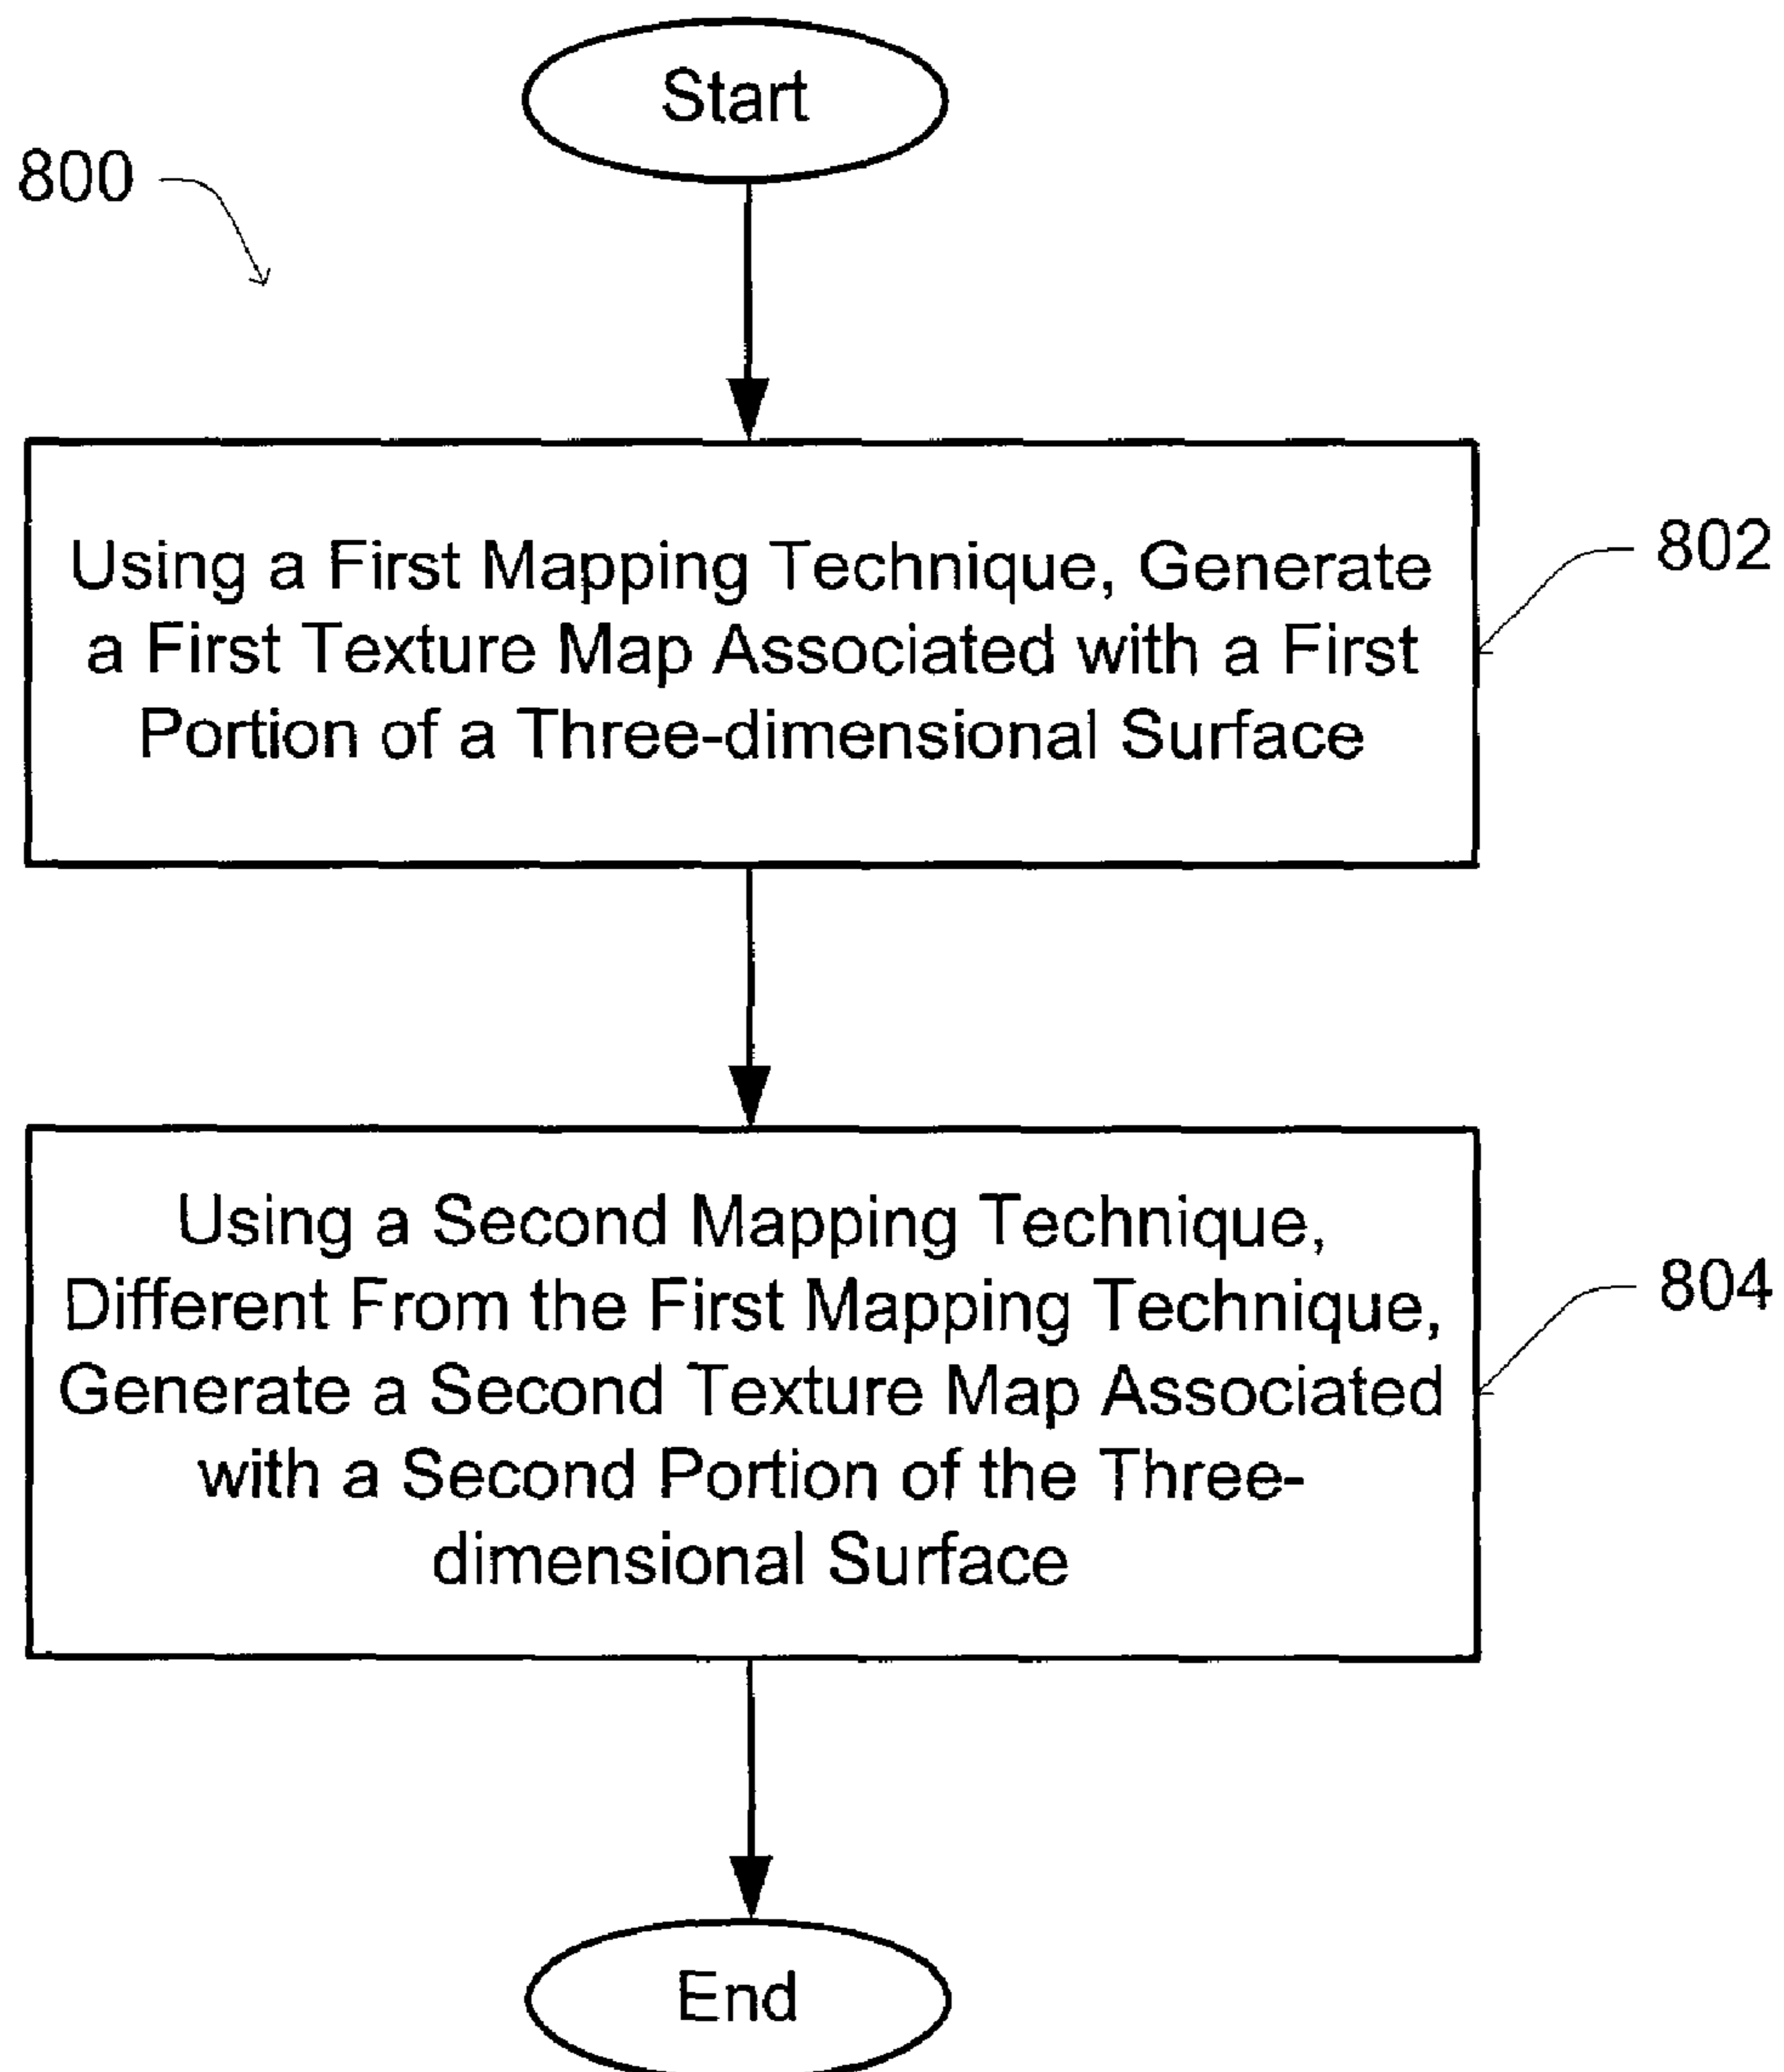 Start
800
Using a First Mapping Technique, Generate
a First Texture Map Associated with a First
Portion of a Three-dimensional Surface
802
Using a Second Mapping Technique,
Different From the First Mapping Technique,
Generate a Second Texture Map Associated
with a Second Portion of the Three-
dimensional Surface
804
End